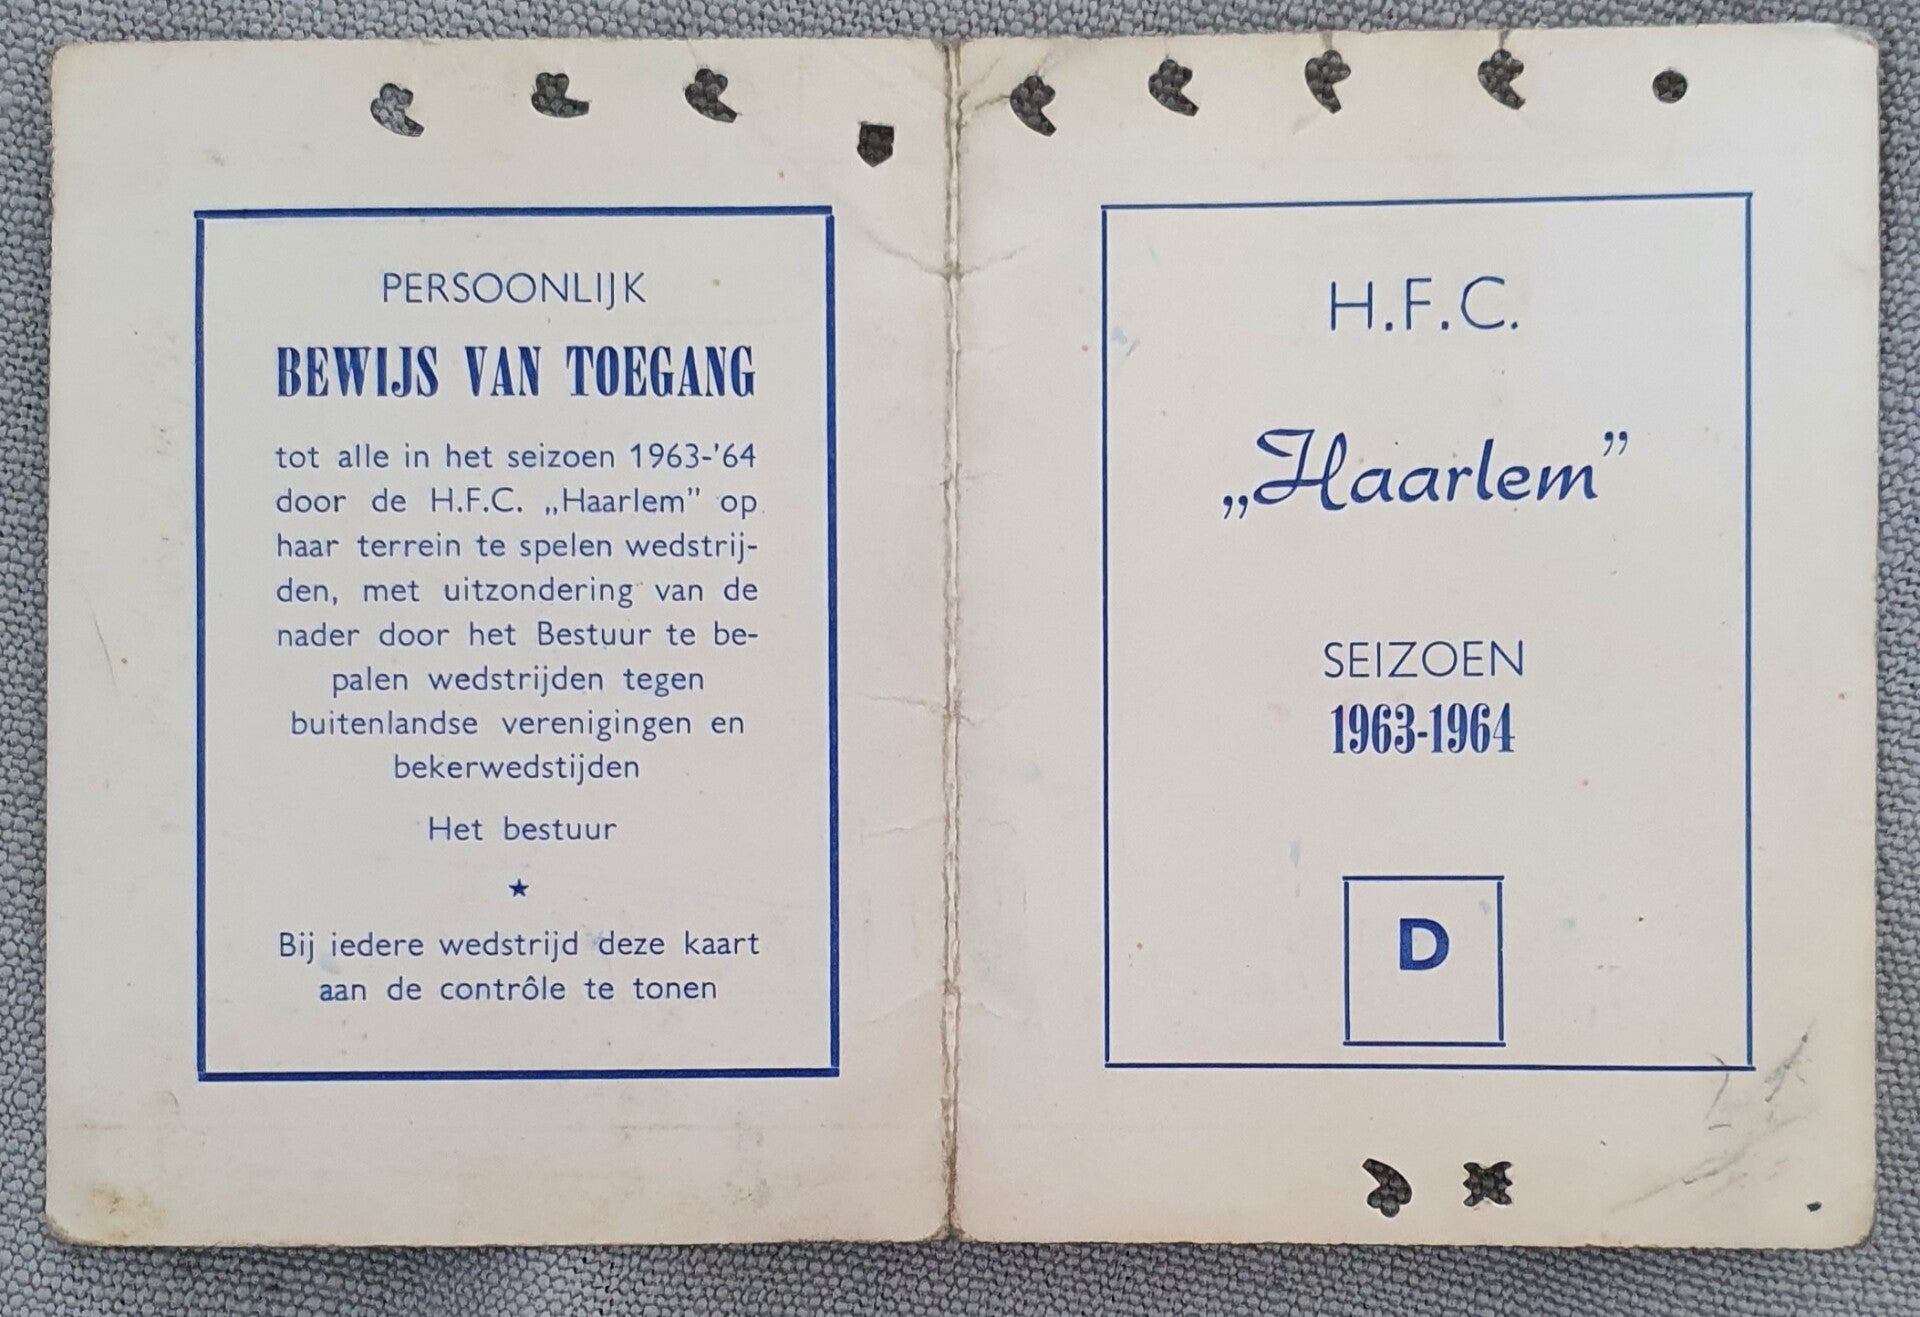 PERSOONLIJK
BEWIJS VAN TOEGANG
tot alle in het seizoen 1963-'64
door de H.F.C. „Haarlem” op
haar terrein te spelen wedstrij-
den, met uitzondering van de
nader door het Bestuur te be-
palen wedstrijden tegen
buitenlandse verenigingen en
bekerwedstijden
Het bestuur
★
Bij iedere wedstrijd deze kaart
aan de contrôle te tonen
H.F.C.
„Haarlem”
SEIZOEN
1963-1964
D